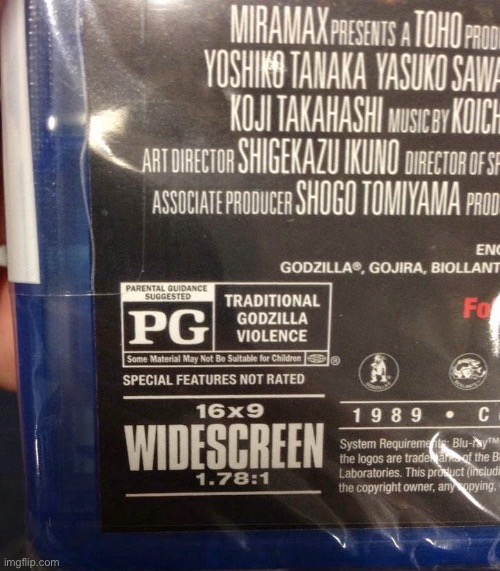 MIRAMAX PRESENTS A TOHO
YOSHIKO TANAKA YASUKO
KOJI TAKAHASHI MUSIC BY
ART DIRECTOR SHIGEKAZU IKUNO DIRECTOR OF
ASSOCIATE PRODUCER SHOGO TOMIYAMA
GODZILLA®, GOJIRA,
PARENTAL GUIDANCE
SUGGESTED
PG
TRADITIONAL
GODZILLA
VIOLENCE
Some Material May Not Be Suitable for Children
®
SPECIAL FEATURES NOT RATED
16x9
WIDESCREEN
1.78:1
1989 •
System Requirements: Blu-ray™
the logos are trademarks of the
Laboratories. This product
the copyright owner, any copying,
imgflip.com